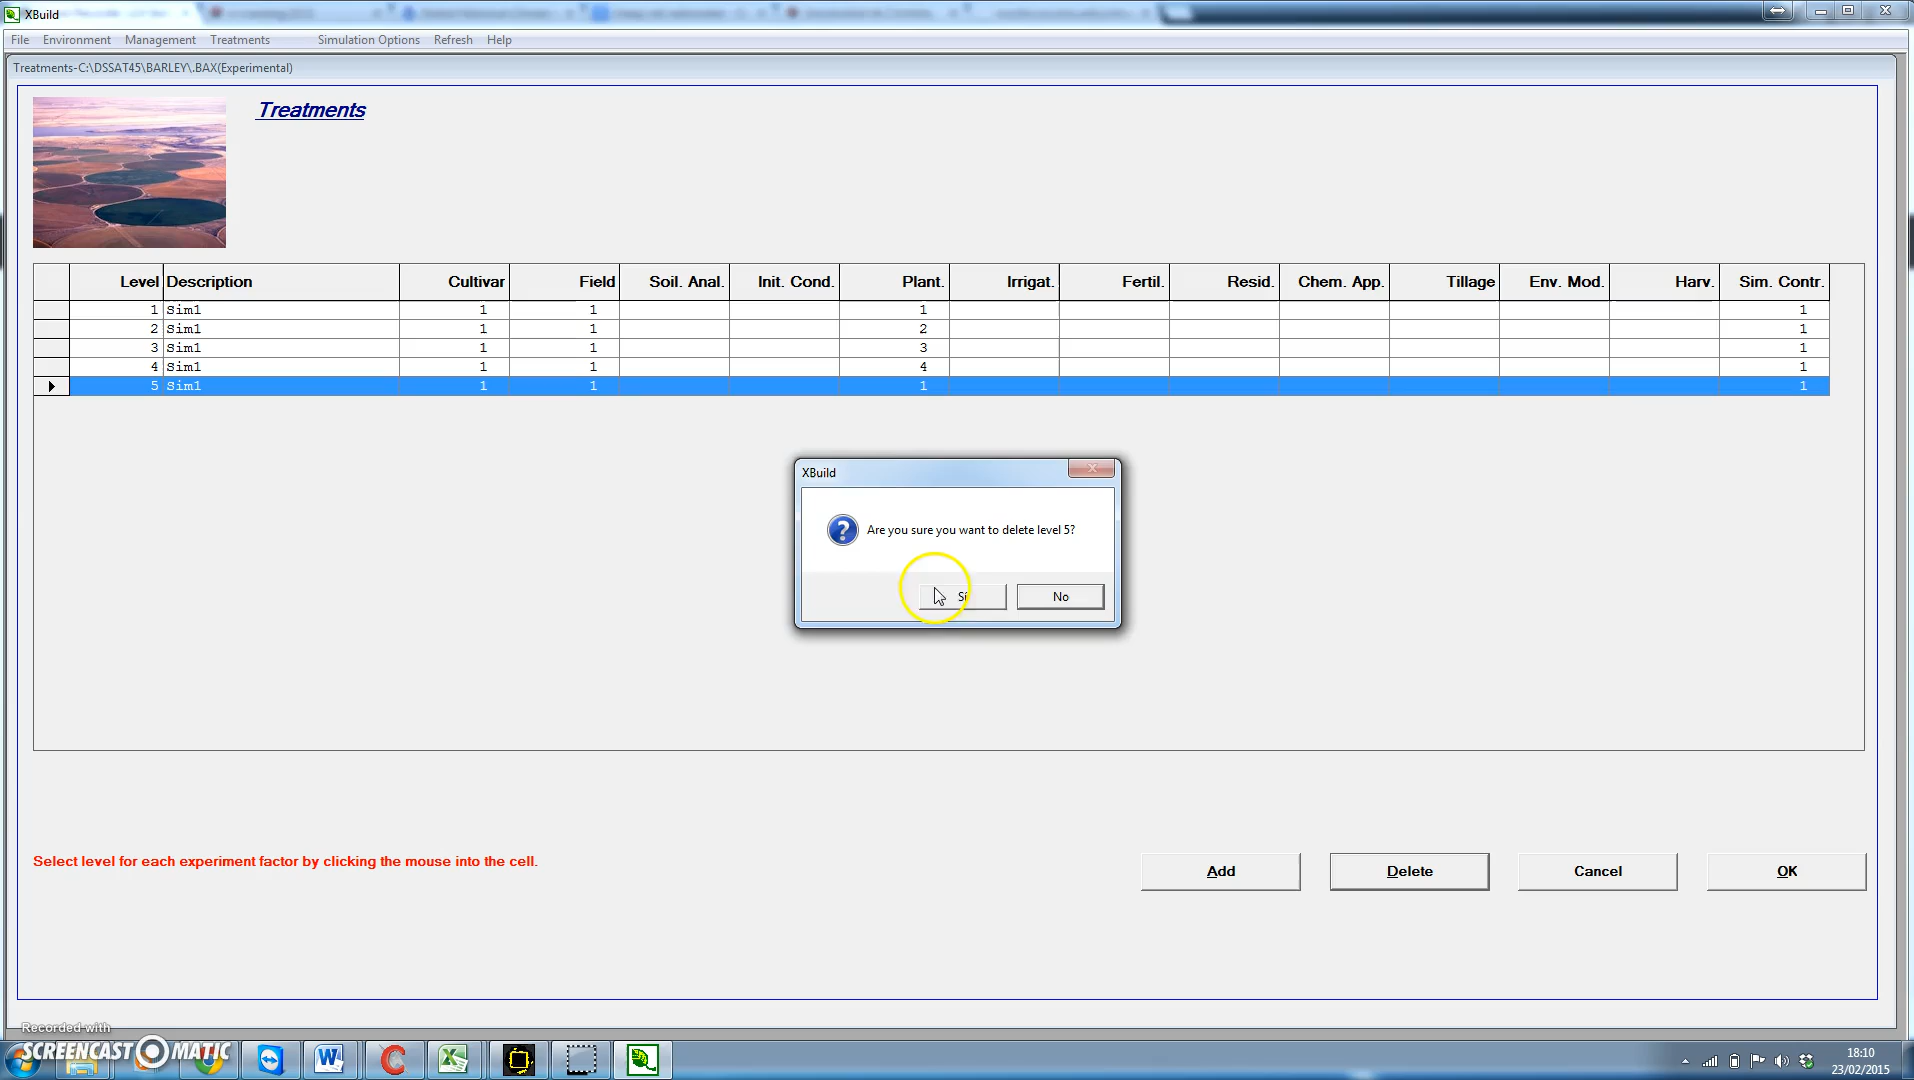 XBuild
File Environment Management Treatments Simulation Options Refresh Help
Treatments-C:\DSSAT45\BARLEY\.BAX(Experimental)
Treatments
Level Description Cultivar Field Soil. Anal. Init. Cond. Plant. Irrigat. Fertil. Resid. Chem. App. Tillage Env. Mod. Harv. Sim. Contr.
1 Sim1 1 1 1 1
2 Sim1 1 1 2 1
3 Sim1 1 1 3 1
4 Sim1 1 1 4 1
5 Sim1 1 1 1 1
XBuild
Are you sure you want to delete level 5?
Sí No
Select level for each experiment factor by clicking the mouse into the cell.
Add Delete Cancel OK
Recorded with
SCREENCAST MATIC
18:10
23/02/2015